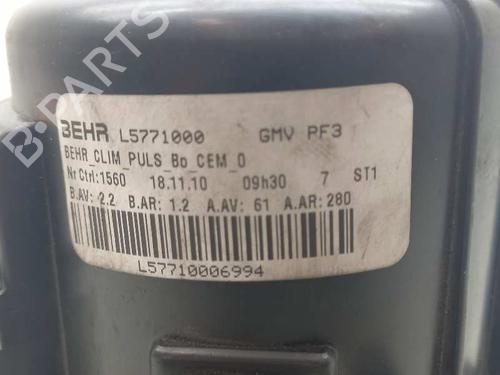 B-PARTS
BEHR L5771000 GMV PF3
BEHR_CLIM_PULS_Bo_CEM_0
Nr Ctrl:1560 18.11.10 09h30 7 ST1
B.AV: 2.2 B.AR: 1.2 A.AV: 61 A.AR: 280
L57710006994